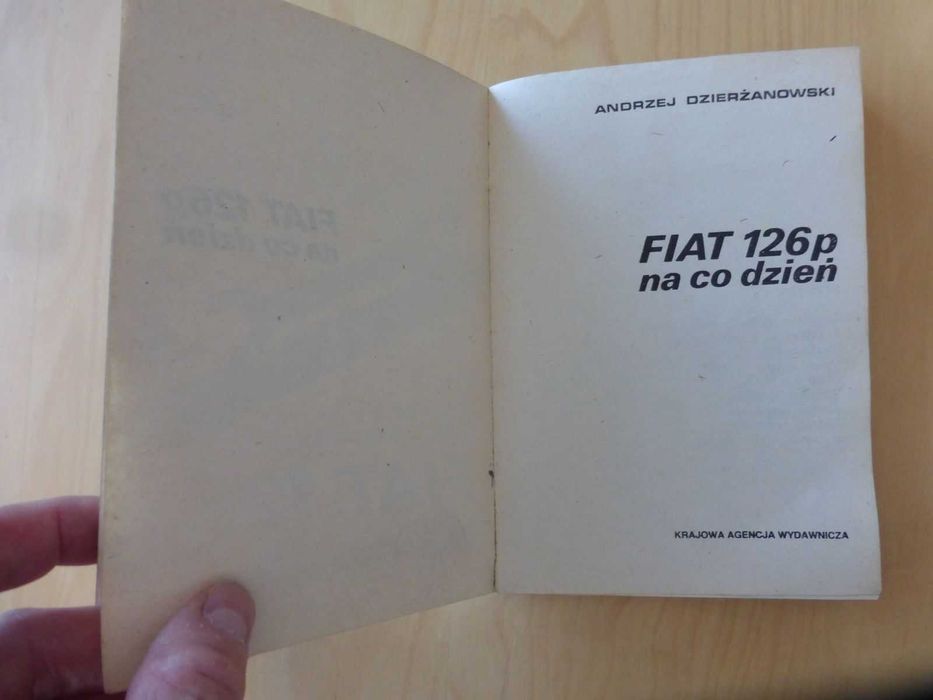 ANDRZEJ DZIERŻANOWSKI
FIAT 126p
na co dzień
KRAJOWA AGENCJA WYDAWNICZA